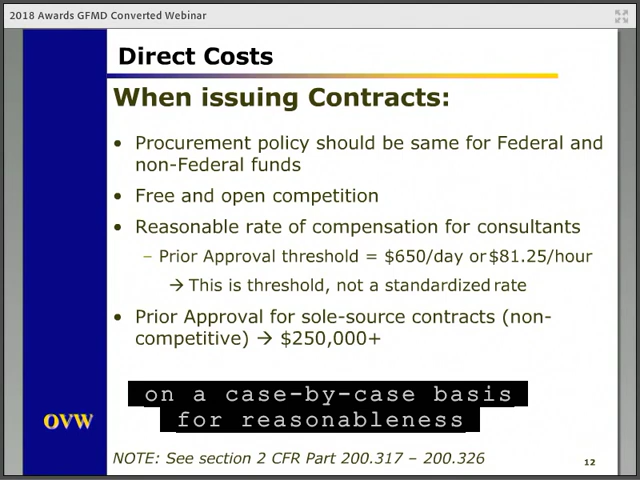 2018 Awards GFMD Converted Webinar
Direct Costs
When issuing Contracts:
• Procurement policy should be same for Federal and
non-Federal funds
• Free and open competition
• Reasonable rate of compensation for consultants
– Prior Approval threshold = $650/day or $81.25/hour
→ This is threshold, not a standardized rate
• Prior Approval for sole-source contracts (non-
competitive) → $250,000+
on a case-by-case basis
for reasonableness
OVW
NOTE: See section 2 CFR Part 200.317 – 200.326
12